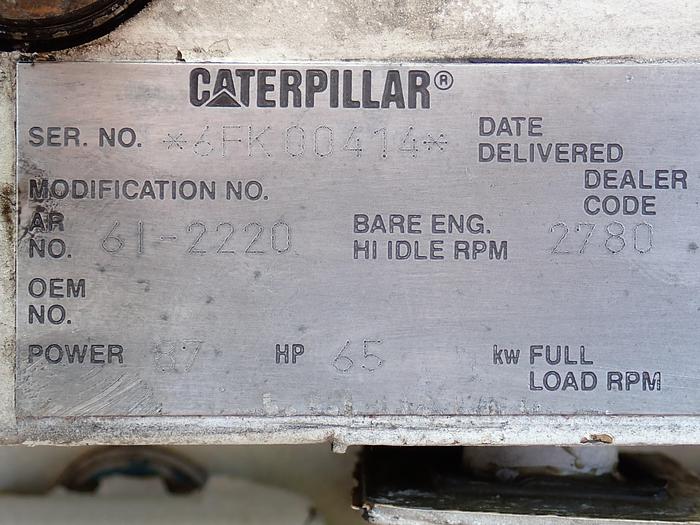 CATERPILLAR®
SER. NO. *6FK00414* DATE DELIVERED
MODIFICATION NO. DEALER CODE
AR NO. 61-2220 BARE ENG. HI IDLE RPM 2780
OEM NO.
POWER 87 HP 65 kw FULL LOAD RPM